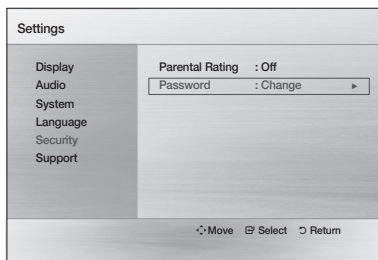 Settings
Display
Audio
System
Language
Security
Support
Parental Rating : Off
Password : Change ►
Move Select Return